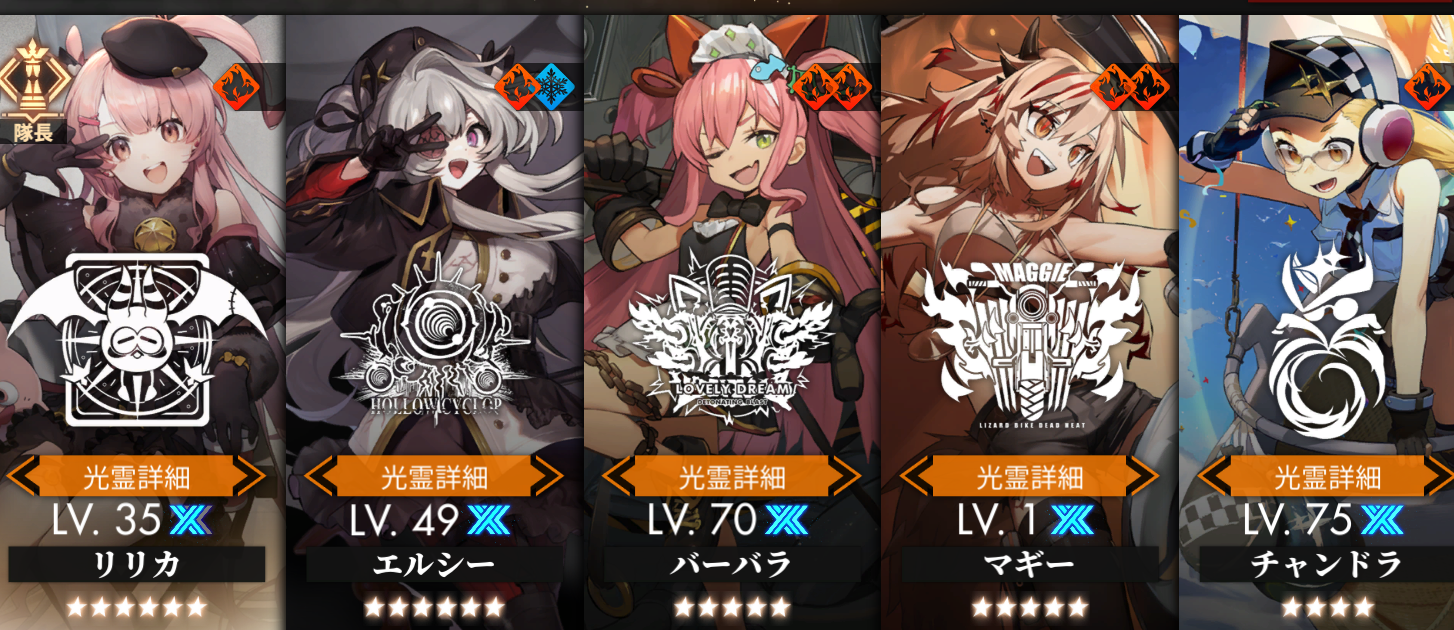 隊長
HOLLOW CYCLOP
LOVELY DREAM
DETONATING BLAST
MAGGIE
LIZARD BIKE DEAD HEAT
光霊詳細
LV. 35
リリカ
光霊詳細
LV. 49
エルシー
光霊詳細
LV. 70
バーバラ
光霊詳細
LV. 1
マギー
光霊詳細
LV. 75
チャンドラ